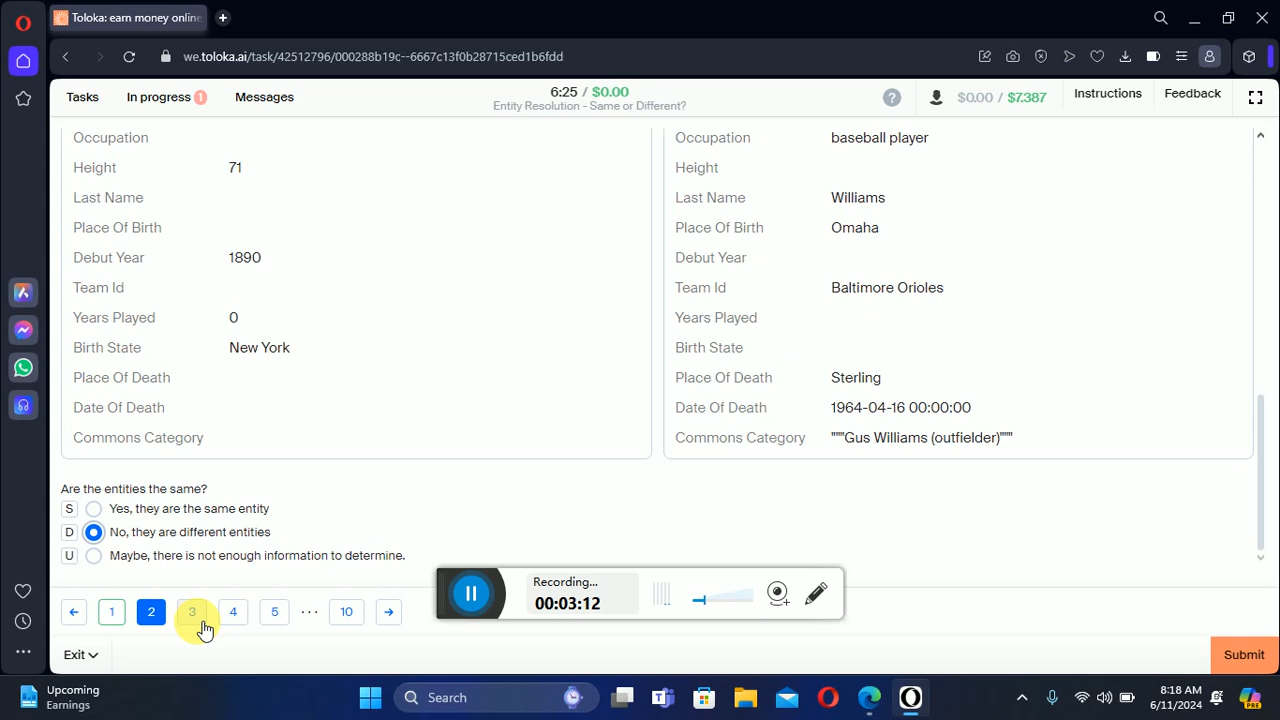 Toloka: earn money online
we.toloka.ai/task/42512796/000288b19c--6667c13f0b28715ced1b6fdd
Tasks In progress 1 Messages
6:25 / $0.00
Entity Resolution - Same or Different?
$0.00 / $7.387 Instructions Feedback
Occupation
Height 71
Last Name
Place Of Birth
Debut Year 1890
Team Id
Years Played 0
Birth State New York
Place Of Death
Date Of Death
Commons Category
Occupation baseball player
Height
Last Name Williams
Place Of Birth Omaha
Debut Year
Team Id Baltimore Orioles
Years Played
Birth State
Place Of Death Sterling
Date Of Death 1964-04-16 00:00:00
Commons Category """Gus Williams (outfielder)"""
Are the entities the same?
S Yes, they are the same entity
D No, they are different entities
U Maybe, there is not enough information to determine.
Recording...
00:03:12
1 2 3 4 5 ... 10
Exit
Submit
Upcoming
Earnings
Search
8:18 AM
6/11/2024
PRE